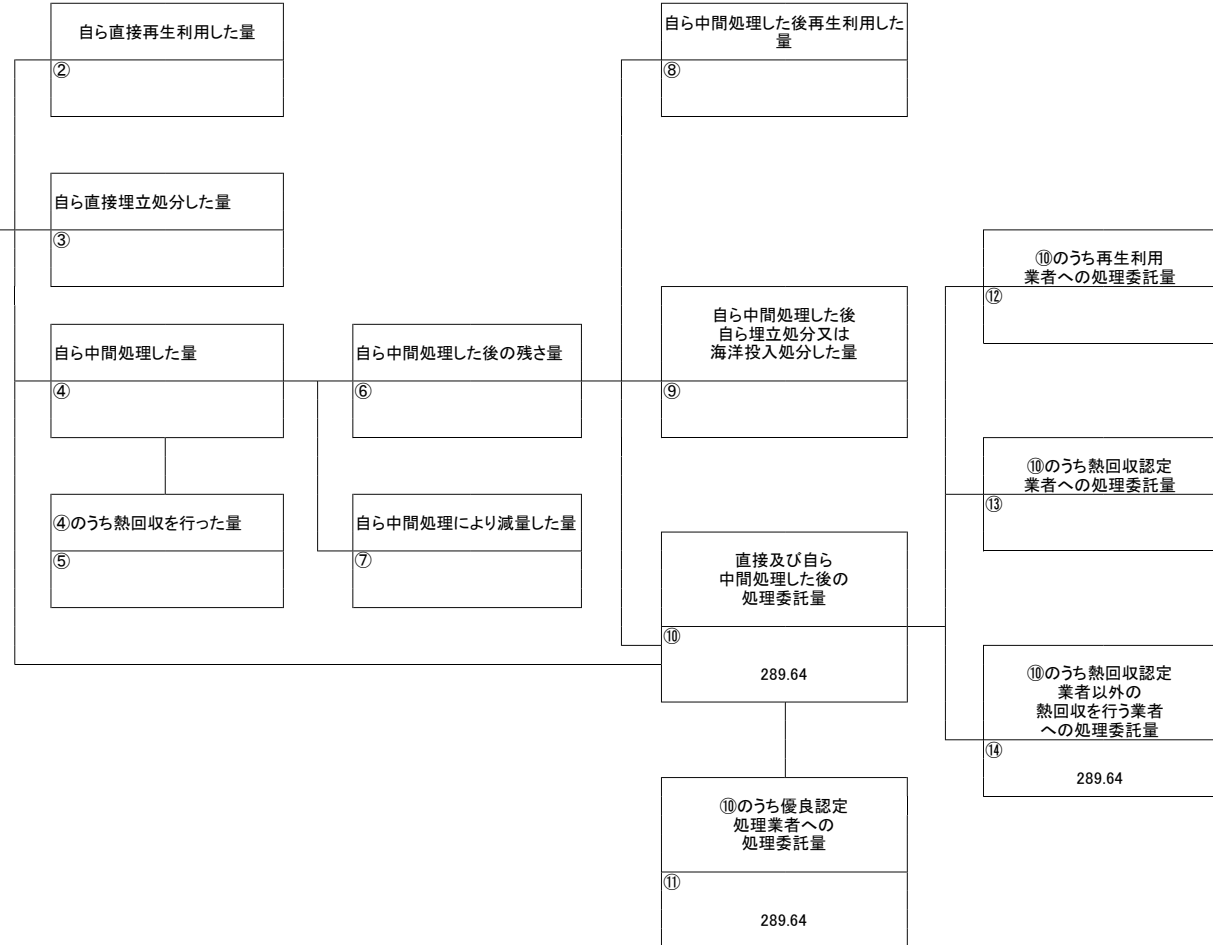 自ら直接再生利用した量
②
自ら直接埋立処分した量
③
自ら中間処理した量
④
④のうち熱回収を行った量
⑤
自ら中間処理した後の残さ量
⑥
自ら中間処理により減量した量
⑦
自ら中間処理した後再生利用した
量
⑧
自ら中間処理した後
自ら埋立処分又は
海洋投入処分した量
⑨
直接及び自ら
中間処理した後の
処理委託量
⑩
289.64
⑩のうち優良認定
処理業者への
処理委託量
⑪
289.64
⑩のうち再生利用
業者への処理委託量
⑫
⑩のうち熱回収認定
業者への処理委託量
⑬
⑩のうち熱回収認定
業者以外の
熱回収を行う業者
への処理委託量
⑭
289.64